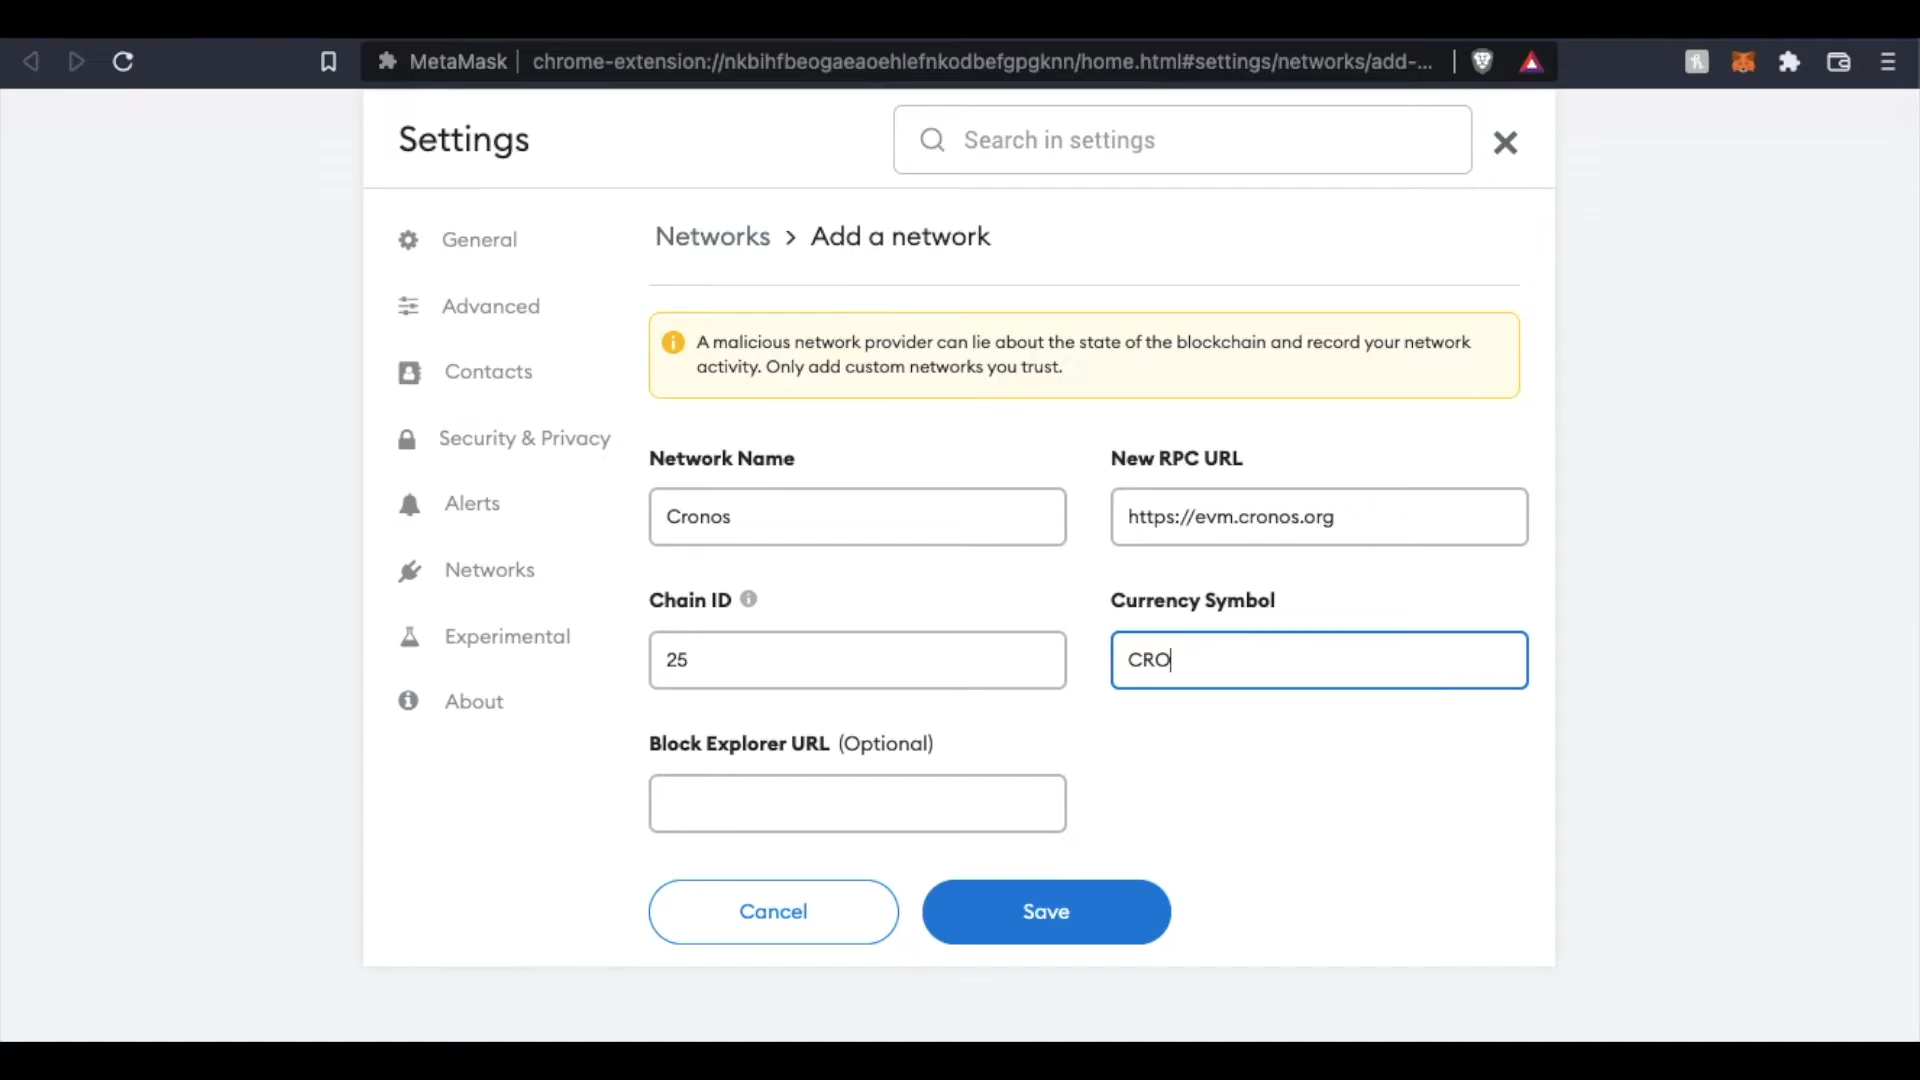 MetaMask
chrome-extension://nkbihfbeogaeaoehlefnkodbefgpgknn/home.html#settings/networks/add-...
Settings
Search in settings
General
Advanced
Contacts
Security & Privacy
Alerts
Networks
Experimental
About
Networks > Add a network
A malicious network provider can lie about the state of the blockchain and record your network
activity. Only add custom networks you trust.
Network Name
New RPC URL
Cronos
https://evm.cronos.org
Chain ID
Currency Symbol
25
CRO
Block Explorer URL (Optional)
Cancel
Save